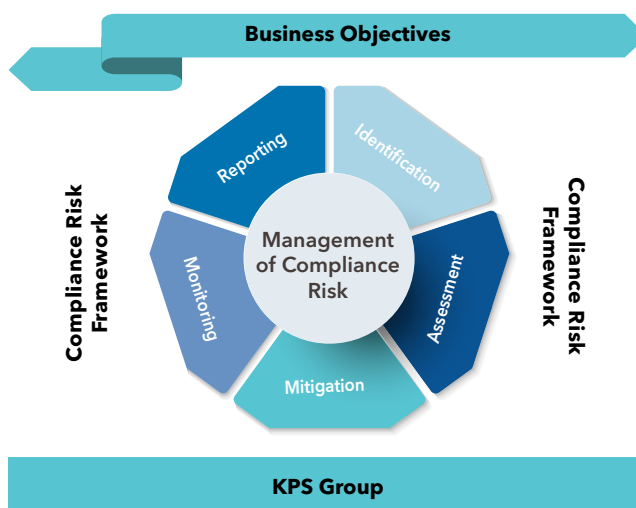 Business Objectives
Reporting
Identification
Compliance Risk
Framework
Management
of Compliance
Risk
Compliance Risk
Framework
Monitoring
Assessment
Mitigation
KPS Group